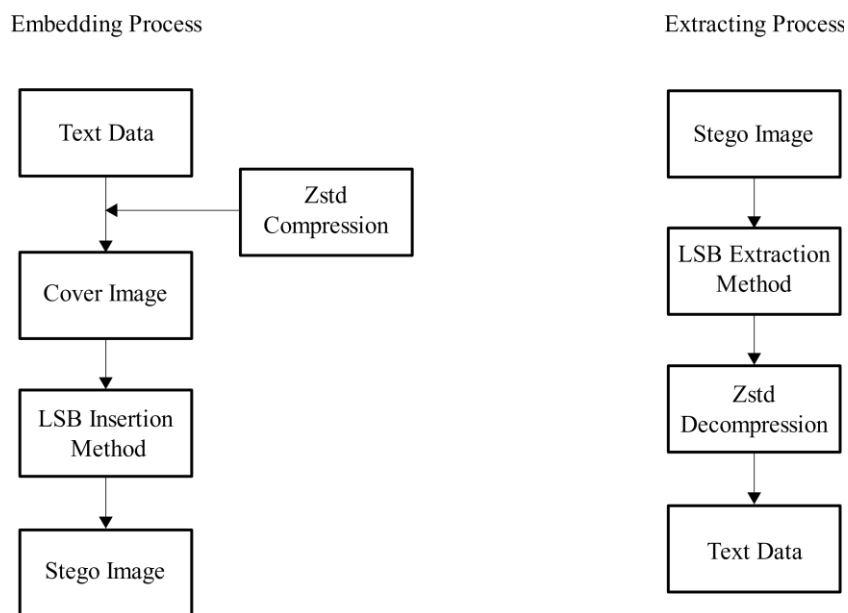 Embedding Process
Text Data
Zstd
Compression
Cover Image
LSB Insertion
Method
Stego Image
Extracting Process
Stego Image
LSB Extraction
Method
Zstd
Decompression
Text Data